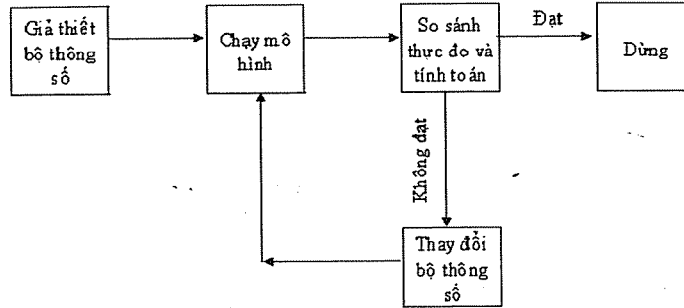 Giả thiết
bộ thông
số
Chạy mô
hình
So sánh
thực đo và
tính toán
Đạt
Dừng
Không đạt
Thay đổi
bộ thông
số